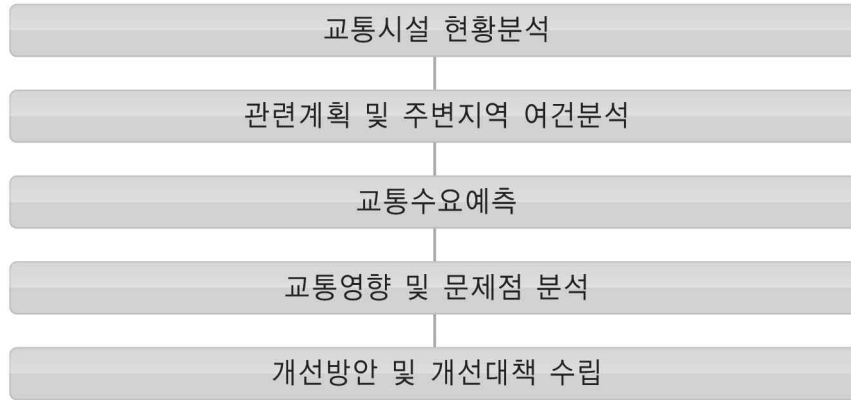 교통시설 현황분석
관련계획 및 주변지역 여건분석
교통수요예측
교통영향 및 문제점 분석
개선방안 및 개선대책 수립